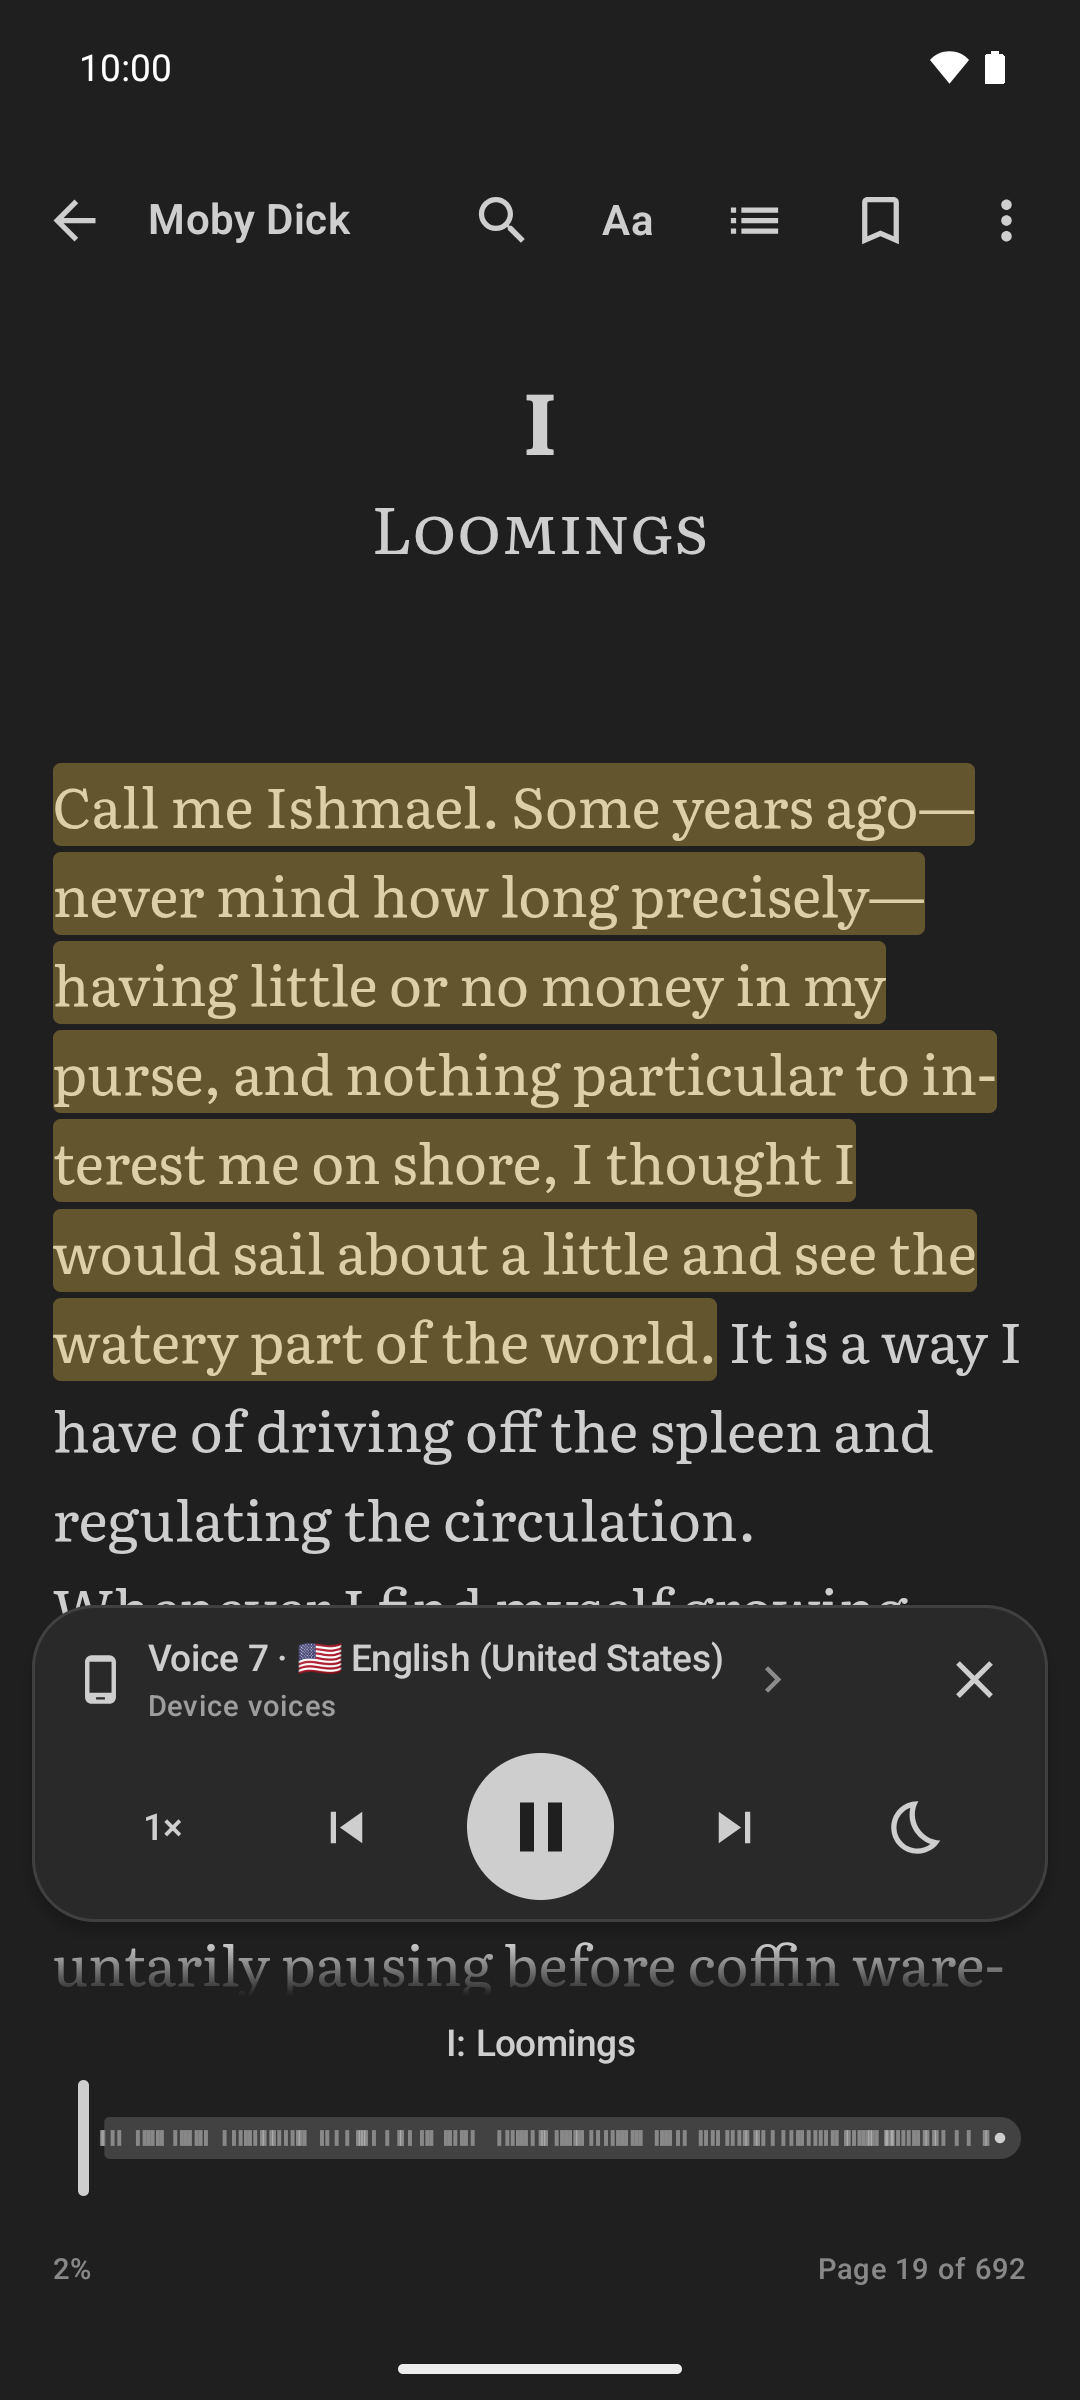 10:00
Moby Dick
Aa
I
Loomings
Call me Ishmael. Some years ago—
never mind how long precisely—
having little or no money in my
purse, and nothing particular to in-
terest me on shore, I thought I
would sail about a little and see the
watery part of the world. It is a way I
have of driving off the spleen and
regulating the circulation.
Whenever I find myself growing
Voice 7 · 🇺🇸 English (United States)
Device voices
1×
untarily pausing before coffin ware-
I: Loomings
2%
Page 19 of 692